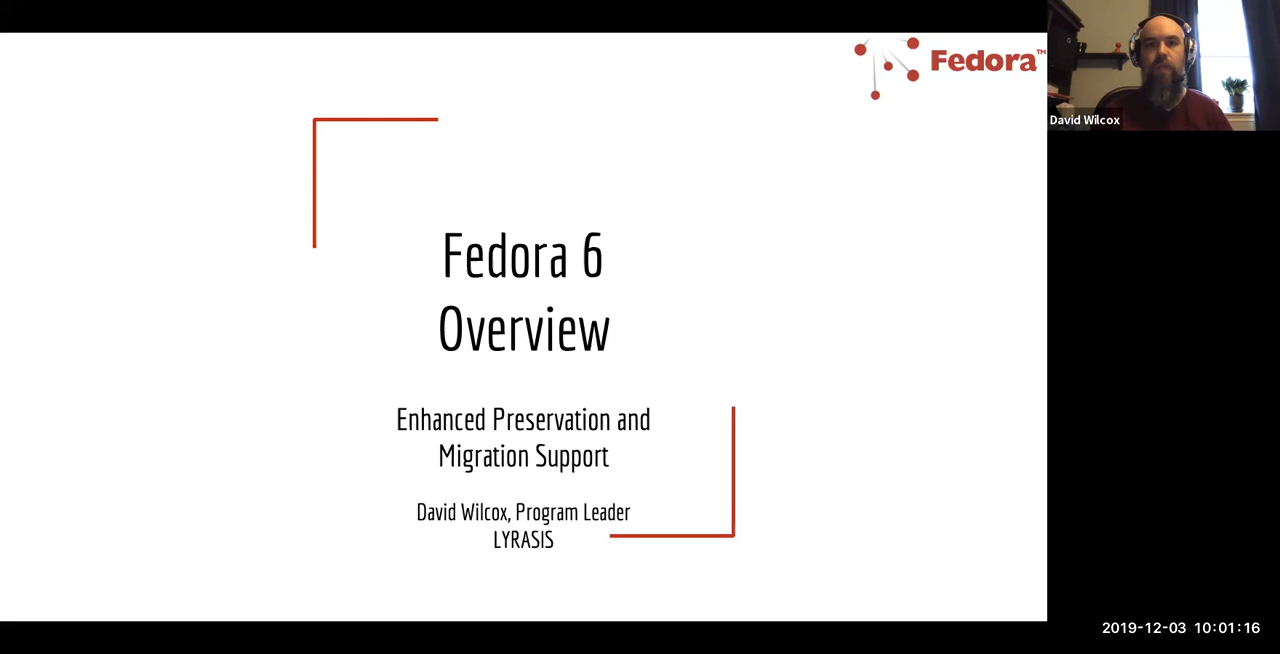 Fedora™
David Wilcox
Fedora 6
Overview
Enhanced Preservation and
Migration Support
David Wilcox, Program Leader
LYRASIS
2019-12-03 10:01:16